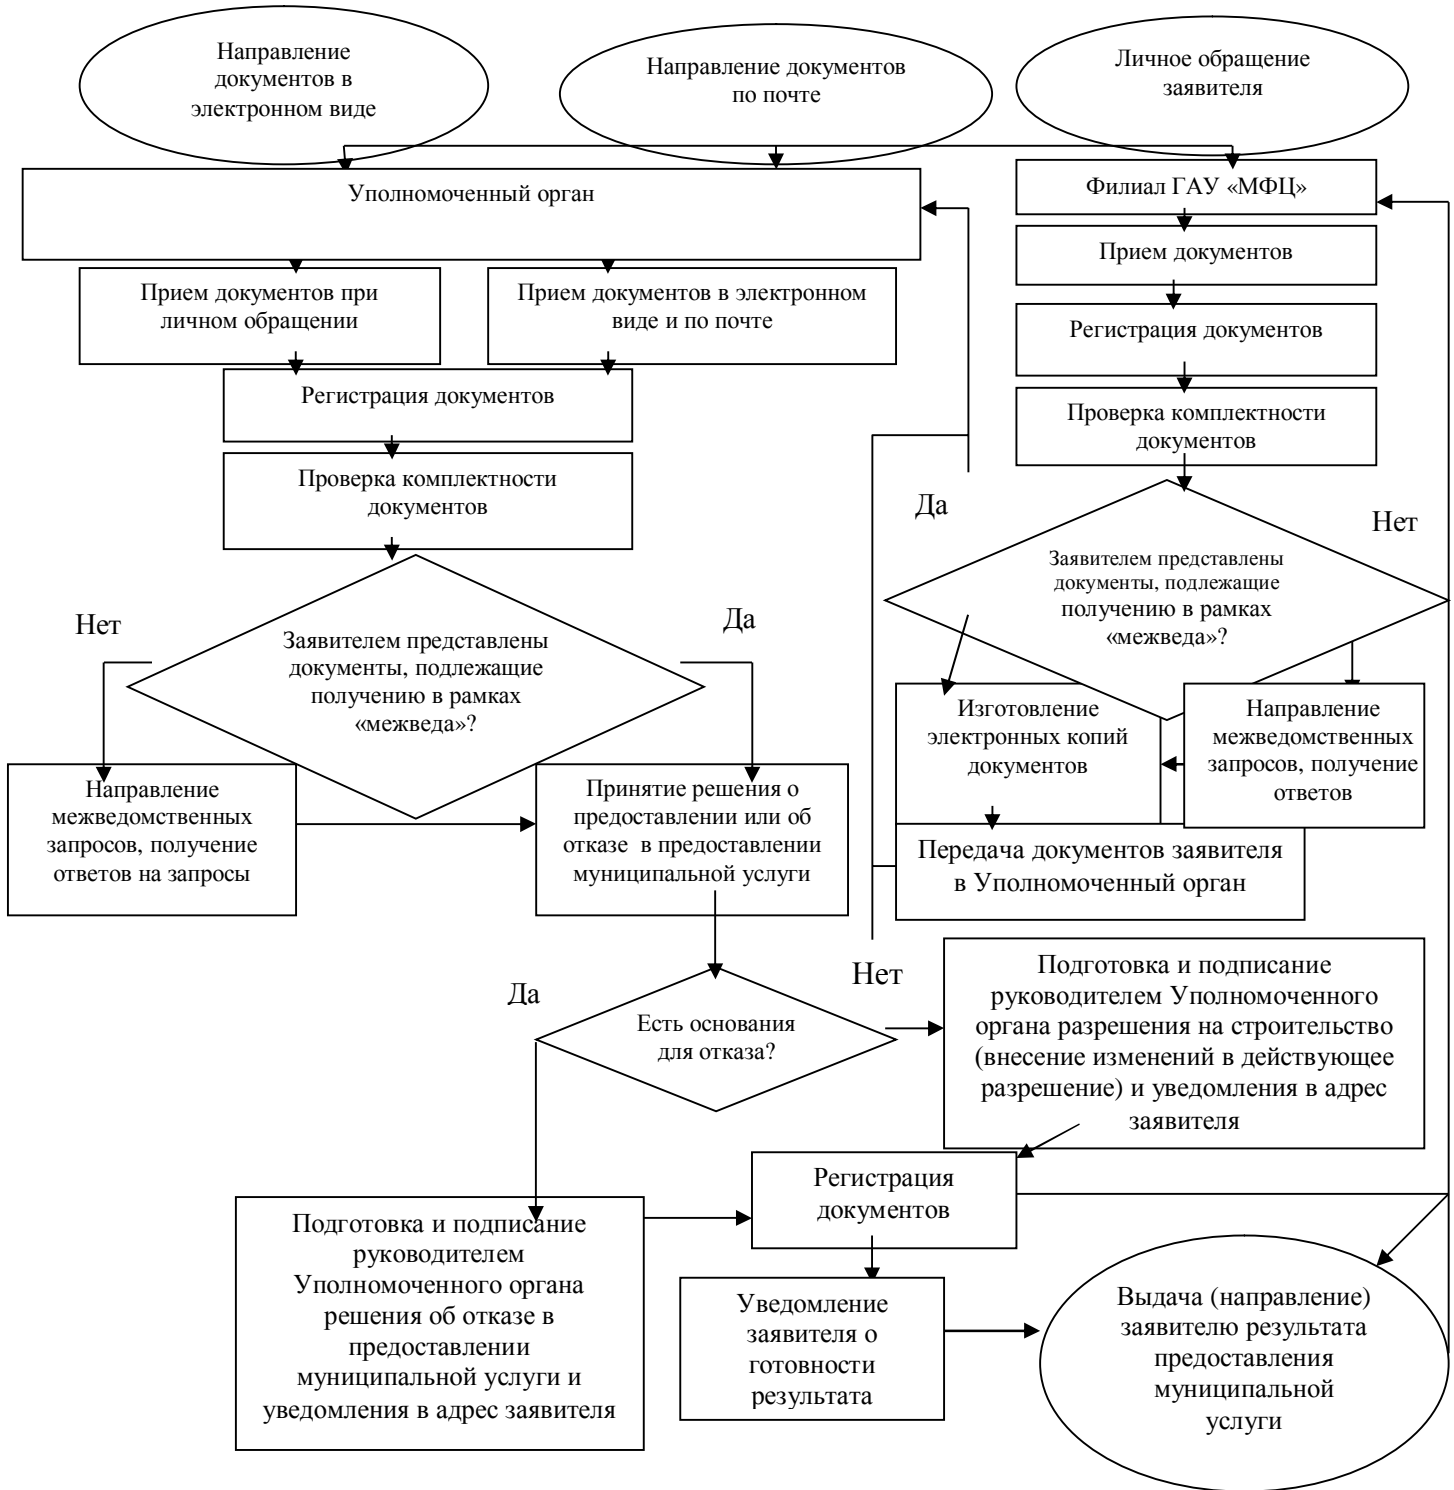 Направление
документов в
электронном виде
Направление документов
по почте
Личное обращение
заявителя
Уполномоченный орган
Филиал ГАУ «МФЦ»
Прием документов
Прием документов при
личном обращении
Прием документов в электронном
виде и по почте
Регистрация документов
Регистрация документов
Проверка комплектности
документов
Проверка комплектности
документов
Да
Нет
Заявителем представлены
документы, подлежащие
получению в рамках
«межведа»?
Нет
Да
Заявителем представлены
документы, подлежащие
получению в рамках
«межведа»?
Изготовление
электронных копий
документов
Направление
межведомственных
запросов, получение
ответов
Направление
межведомственных
запросов, получение
ответов на запросы
Принятие решения о
предоставлении или об
отказе в предоставлении
муниципальной услуги
Передача документов заявителя
в Уполномоченный орган
Да
Нет
Есть основания
для отказа?
Подготовка и подписание
руководителем Уполномоченного
органа разрешения на строительство
(внесение изменений в действующее
разрешение) и уведомления в адрес
заявителя
Регистрация
документов
Подготовка и подписание
руководителем
Уполномоченного органа
решения об отказе в
предоставлении
муниципальной услуги и
уведомления в адрес заявителя
Уведомление
заявителя о
готовности
результата
Выдача (направление)
заявителю результата
предоставления
муниципальной
услуги